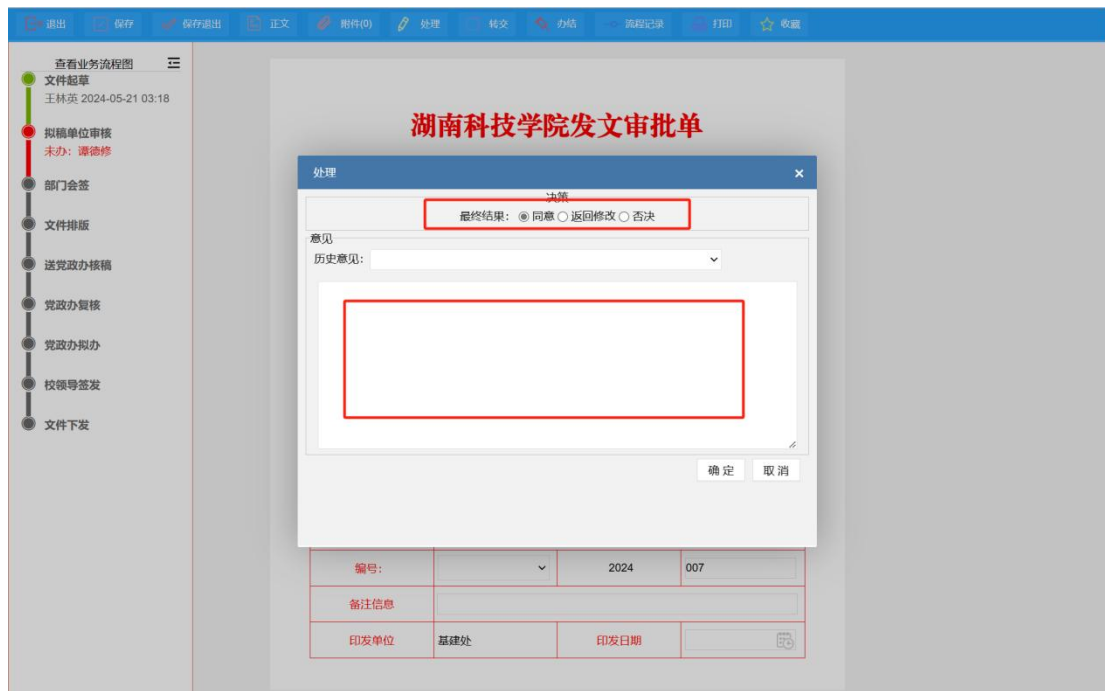 退出 保存 保存退出 正文 附件(0) 处理 转交 办结 流程记录 打印 收藏
查看业务流程图
文件起草
王林英 2024-05-21 03:18
拟稿单位审核
未办：谭德修
部门会签
文件排版
送党政办核稿
党政办复核
党政办拟办
校领导签发
文件下发
湖南科技学院发文审批单
处理 ×
决策
最终结果： 同意 返回修改 否决
意见
历史意见：
确定 取消
编号： 2024 007
备注信息
印发单位 基建处 印发日期